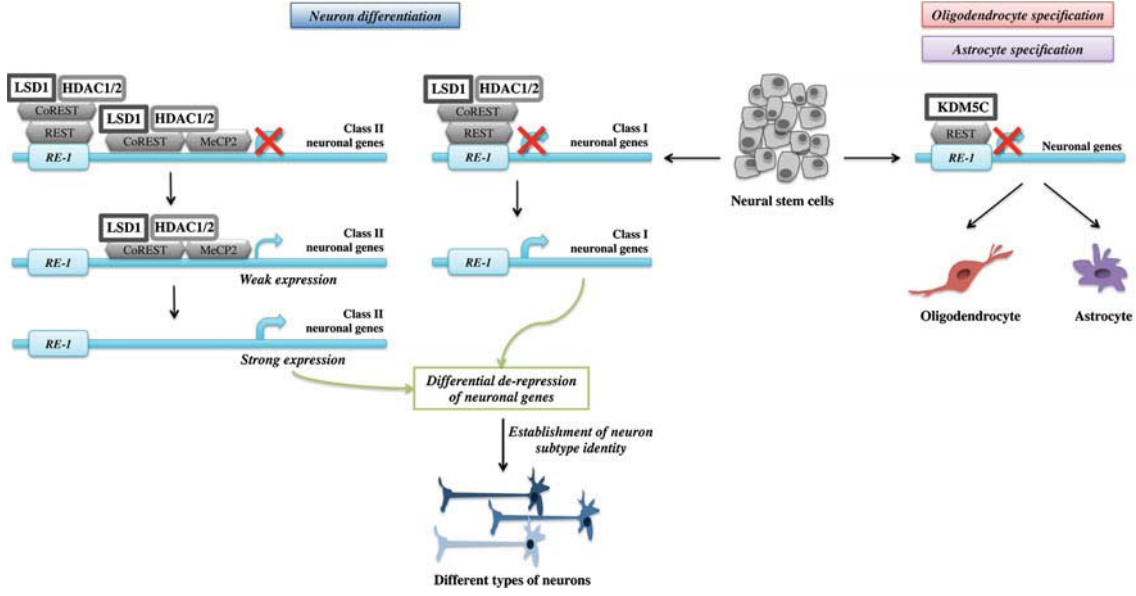 Neuron differentiation
Oligodendrocyte specification
Astrocyte specification
LSD1
HDAC1/2
CoREST
REST
RE-1
LSD1
HDAC1/2
CoREST
MeCP2
Class II
neuronal genes
LSD1
HDAC1/2
CoREST
REST
RE-1
Class I
neuronal genes
Neural stem cells
KDM5C
REST
RE-1
Neuronal genes
LSD1
HDAC1/2
CoREST
MeCP2
RE-1
Class II
neuronal genes
Weak expression
RE-1
Class I
neuronal genes
Oligodendrocyte
Astrocyte
RE-1
Class II
neuronal genes
Strong expression
Differential de-repression
of neuronal genes
Establishment of neuron
subtype identity
Different types of neurons